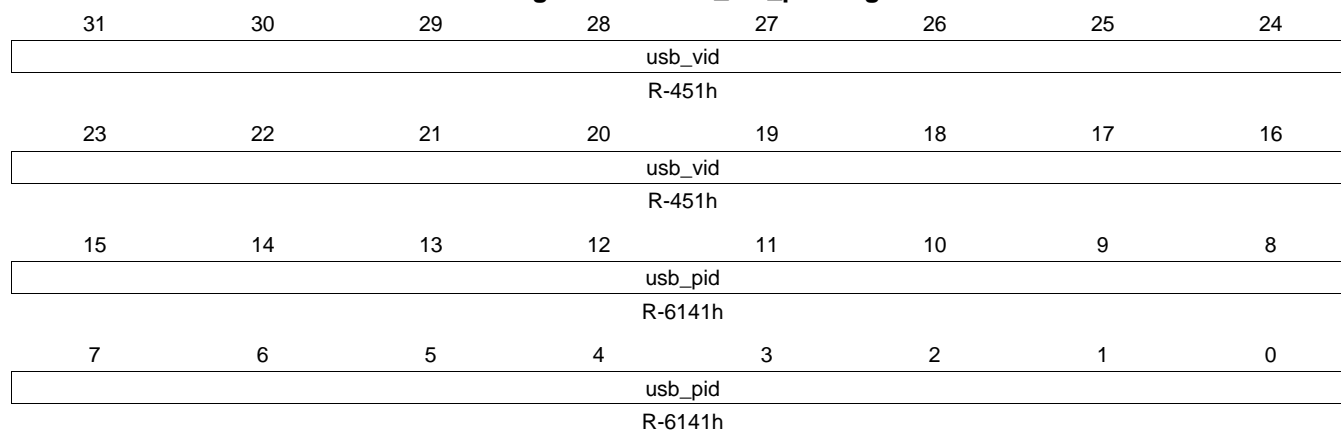 31 30 29 28 27 26 25 24
usb_vid
R-451h
23 22 21 20 19 18 17 16
usb_vid
R-451h
15 14 13 12 11 10 9 8
usb_pid
R-6141h
7 6 5 4 3 2 1 0
usb_pid
R-6141h